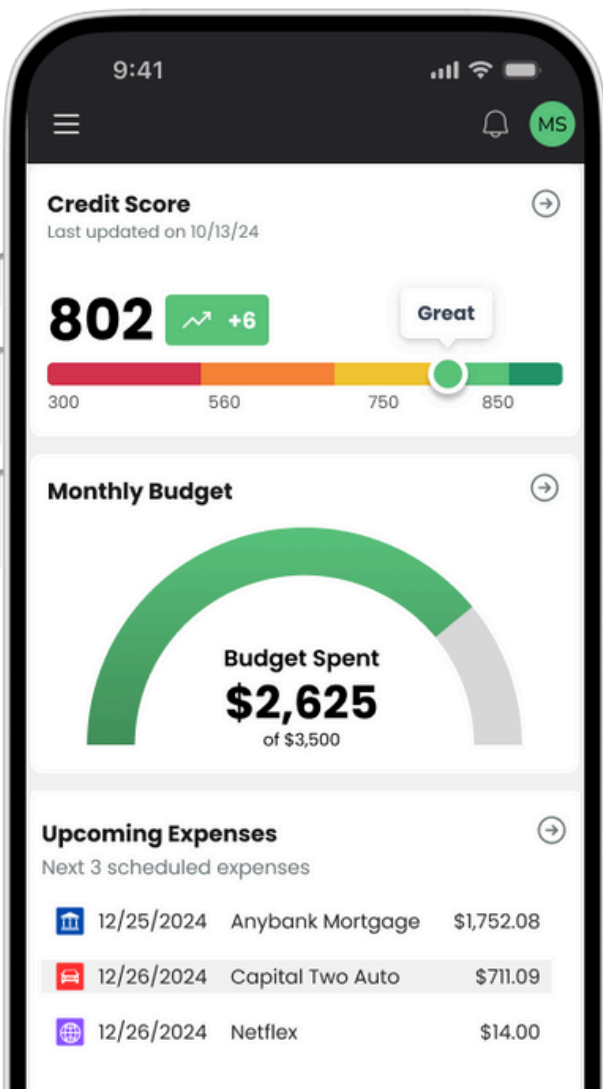 9:41
MS
Credit Score
Last updated on 10/13/24
802 +6
Great
300 560 750 850
Monthly Budget
Budget Spent
$2,625
of $3,500
Upcoming Expenses
Next 3 scheduled expenses
12/25/2024 Anybank Mortgage $1,752.08
12/26/2024 Capital Two Auto $711.09
12/26/2024 Netflex $14.00